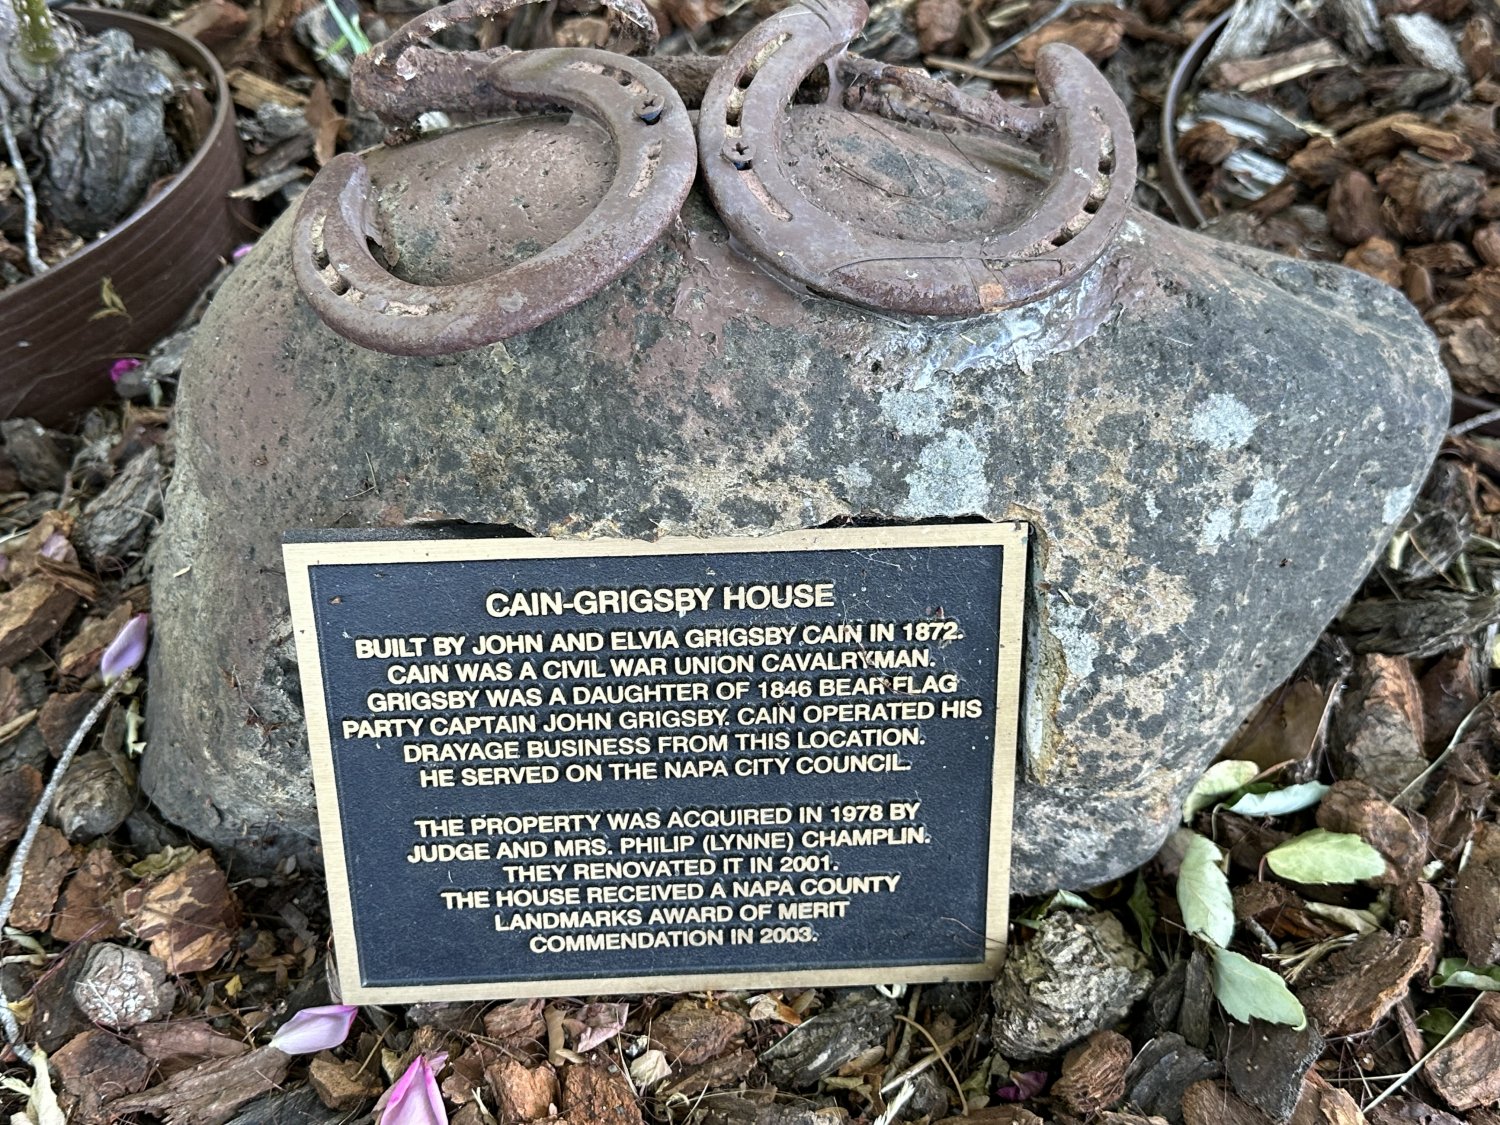 CAIN-GRIGSBY HOUSE
BUILT BY JOHN AND ELVIA GRIGSBY CAIN IN 1872.
CAIN WAS A CIVIL WAR UNION CAVALRYMAN.
GRIGSBY WAS A DAUGHTER OF 1846 BEAR FLAG
PARTY CAPTAIN JOHN GRIGSBY. CAIN OPERATED HIS
DRAYAGE BUSINESS FROM THIS LOCATION.
HE SERVED ON THE NAPA CITY COUNCIL.
THE PROPERTY WAS ACQUIRED IN 1978 BY
JUDGE AND MRS. PHILIP (LYNNE) CHAMPLIN.
THEY RENOVATED IT IN 2001.
THE HOUSE RECEIVED A NAPA COUNTY
LANDMARKS AWARD OF MERIT
COMMENDATION IN 2003.